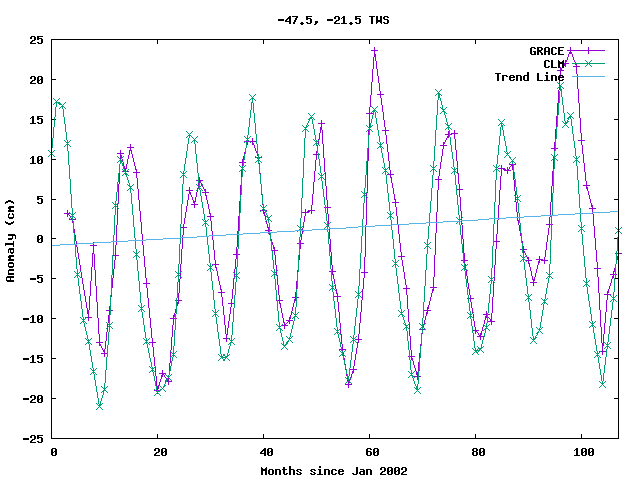 -47.5, -21.5 TWS
GRACE
CLM
Trend Line
Anomaly (cm)
25
20
15
10
5
0
-5
-10
-15
-20
-25
0 20 40 60 80 100
Months since Jan 2002